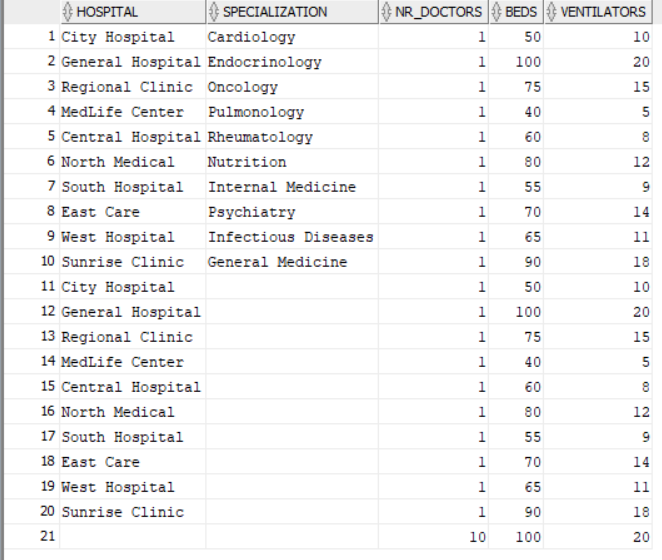 HOSPITAL SPECIALIZATION NR_DOCTORS BEDS VENTILATORS
1 City Hospital Cardiology 1 50 10
2 General Hospital Endocrinology 1 100 20
3 Regional Clinic Oncology 1 75 15
4 MedLife Center Pulmonology 1 40 5
5 Central Hospital Rheumatology 1 60 8
6 North Medical Nutrition 1 80 12
7 South Hospital Internal Medicine 1 55 9
8 East Care Psychiatry 1 70 14
9 West Hospital Infectious Diseases 1 65 11
10 Sunrise Clinic General Medicine 1 90 18
11 City Hospital 1 50 10
12 General Hospital 1 100 20
13 Regional Clinic 1 75 15
14 MedLife Center 1 40 5
15 Central Hospital 1 60 8
16 North Medical 1 80 12
17 South Hospital 1 55 9
18 East Care 1 70 14
19 West Hospital 1 65 11
20 Sunrise Clinic 1 90 18
21 10 100 20